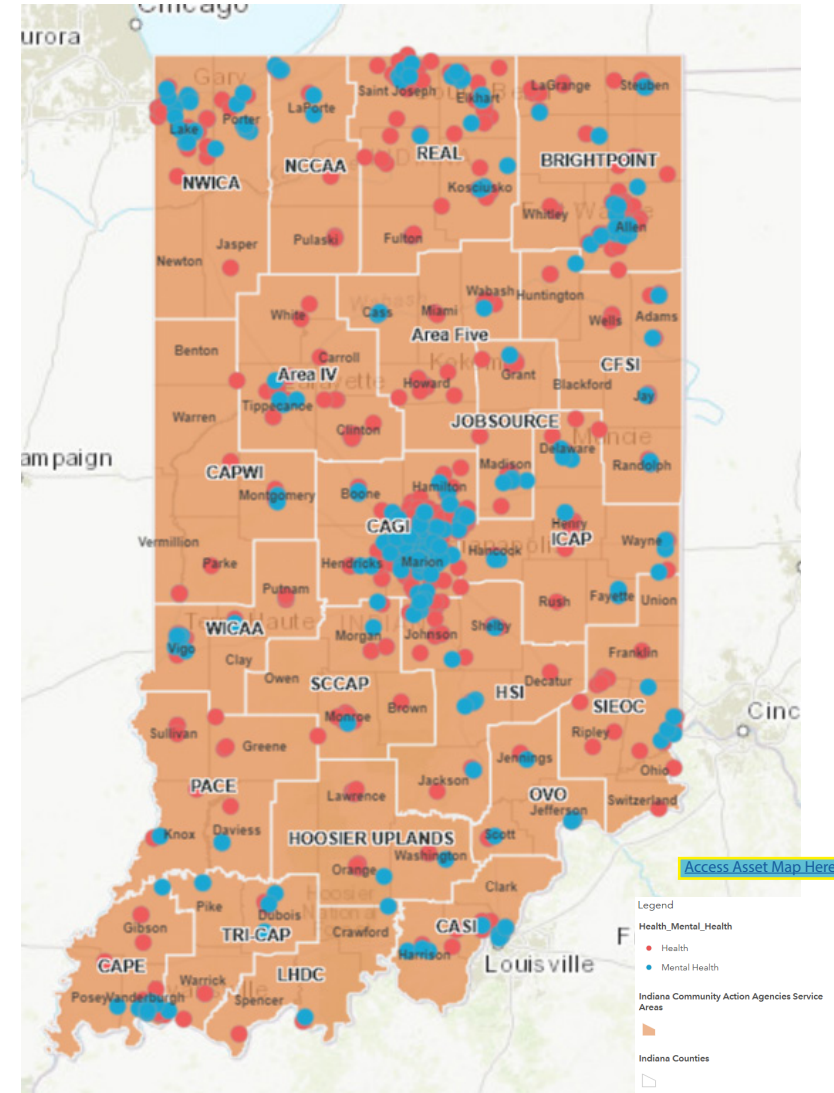 Chicago
urora
Gary
LaGrange
Steuben
Saint Joseph
Elkhart
LaPorte
Lake
Porter
REAL
NCCAA
BRIGHTPOINT
NWICA
Kosciusko
Whitley
Allen
Jasper
Pulaski
Fulton
Newton
Wabash
Huntington
White
Cass
Miami
Wells
Adams
Area Five
Benton
Carroll
CFSI
Area IV
Grant
Howard
Blackford
Jay
Tippecanoe
Warren
JOBSOURCE
Clinton
Muncie
Delaware
ampaign
CAPWI
Madison
Randolph
Montgomery
Boone
Hamilton
CAGI
Henry
ICAP
Wayne
Vermillion
Hancock
Parke
Hendricks
Marion
Putnam
Rush
Fayette
Union
WICAA
Morgan
Johnson
Shelby
Vigo
Clay
Franklin
Owen
SCCAP
Decatur
HSI
Brown
SIEOC
Monroe
Cinc
Sullivan
Greene
Ripley
Jennings
Ohio
PACE
Jackson
Lawrence
OVO
Switzerland
Jefferson
Knox
Daviess
HOOSIER UPLANDS
Scott
Washington
Orange
Access Asset Map Here
Clark
Hoosier
National
Pike
Dubois
Legend
Gibson
TRI-CAP
Crawford
CASI
Health_Mental_Health
Health
Harrison
Louisville
CAPE
Mental Health
LHDC
Warrick
Posey
Vanderburgh
Spencer
Indiana Community Action Agencies Service
Areas
Indiana Counties